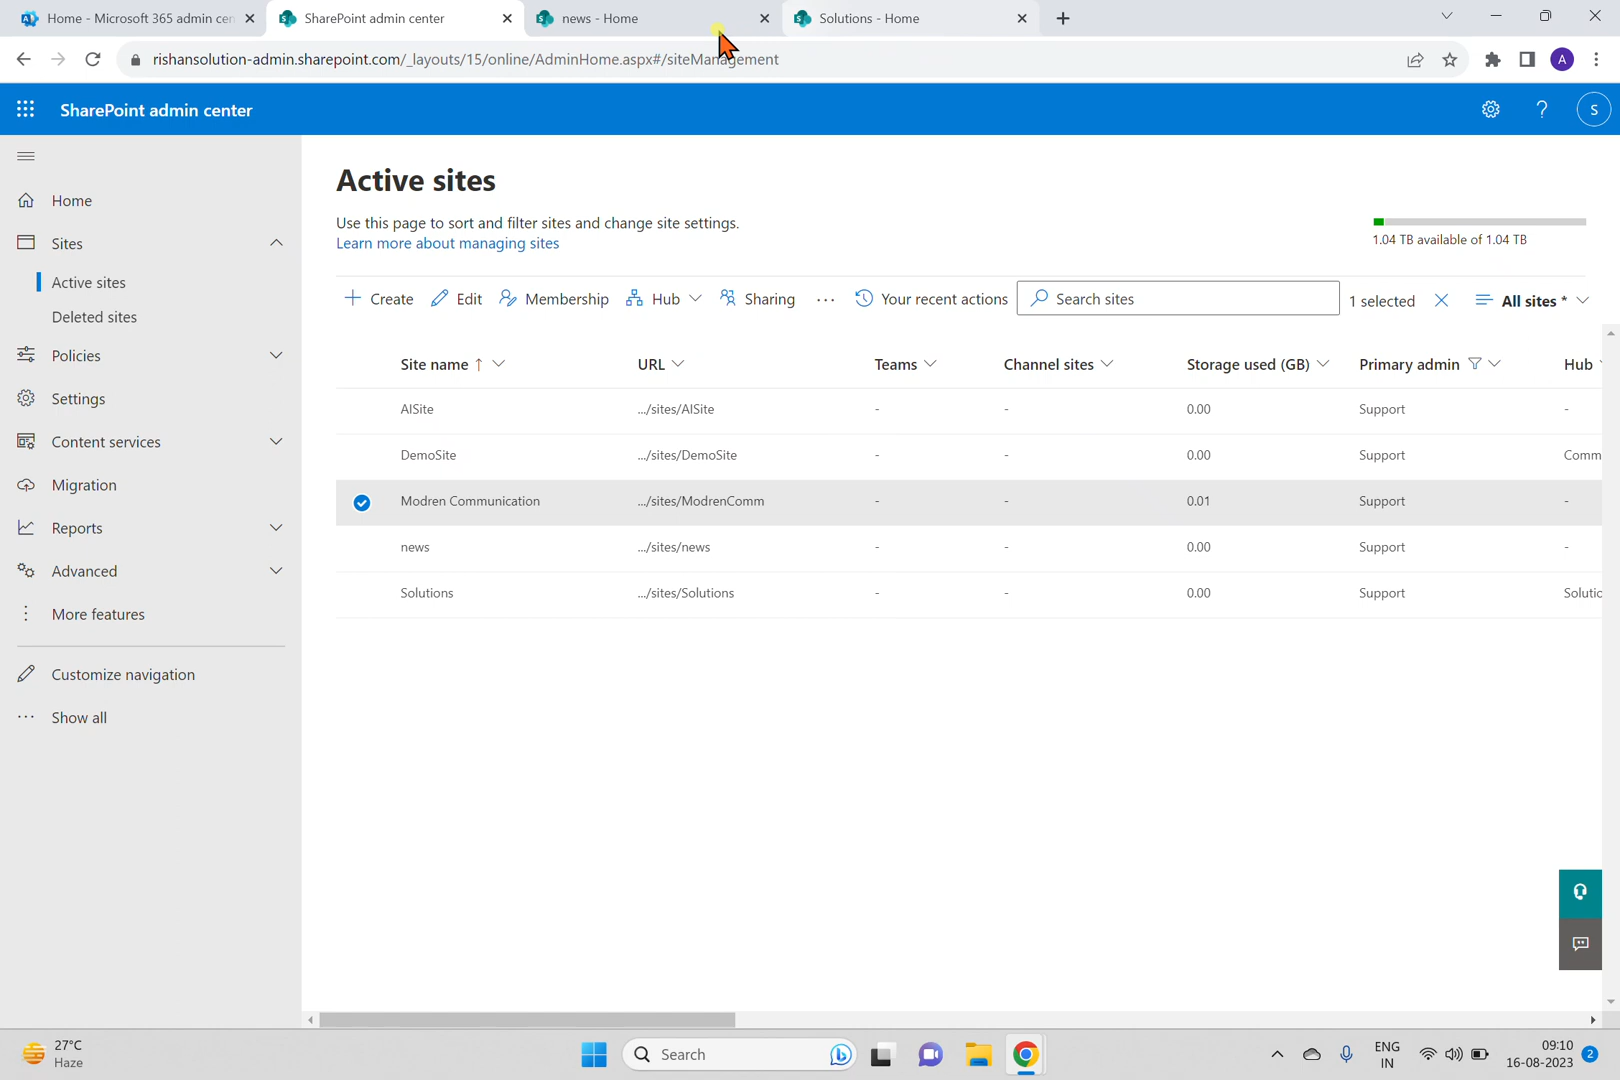 Home - Microsoft 365 admin cen
SharePoint admin center
news - Home
Solutions - Home
rishansolution-admin.sharepoint.com/_layouts/15/online/AdminHome.aspx#/siteManagement
A
SharePoint admin center
?
S
Home
Sites
Active sites
Deleted sites
Policies
Settings
Content services
Migration
Reports
Advanced
More features
Customize navigation
Show all
Active sites
Use this page to sort and filter sites and change site settings.
Learn more about managing sites
1.04 TB available of 1.04 TB
Create Edit Membership Hub Sharing ... Your recent actions Search sites 1 selected All sites *
Site name ↑ URL Teams Channel sites Storage used (GB) Primary admin Hub
AISite .../sites/AISite - - 0.00 Support -
DemoSite .../sites/DemoSite - - 0.00 Support Comm
Modren Communication .../sites/ModrenComm - - 0.01 Support -
news .../sites/news - - 0.00 Support -
Solutions .../sites/Solutions - - 0.00 Support Solutic
27°C
Haze
Search
ENG
IN
09:10
16-08-2023
2